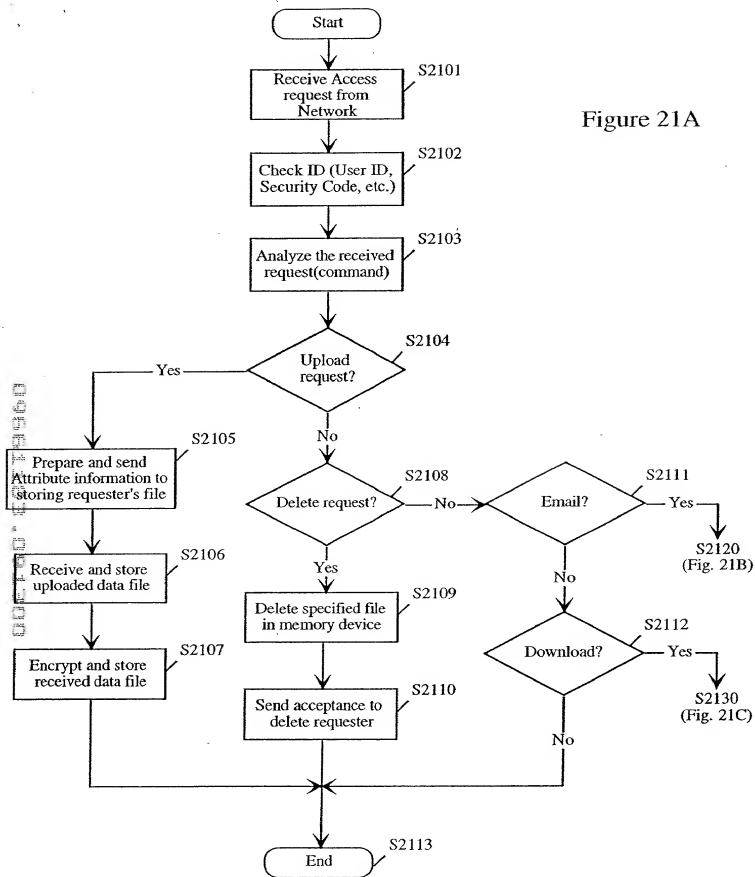 Start
S2101
Receive Access
request from
Network
Figure 21A
S2102
Check ID (User ID,
Security Code, etc.)
S2103
Analyze the received
request(command)
S2104
Upload
request?
Yes
No
S2105
Prepare and send
Attribute information to
storing requester's file
S2106
Receive and store
uploaded data file
S2107
Encrypt and store
received data file
S2108
Delete request?
No
Yes
S2109
Delete specified file
in memory device
S2110
Send acceptance to
delete requester
S2111
Email?
Yes
S2120
(Fig. 21B)
No
S2112
Download?
Yes
S2130
(Fig. 21C)
No
S2113
End